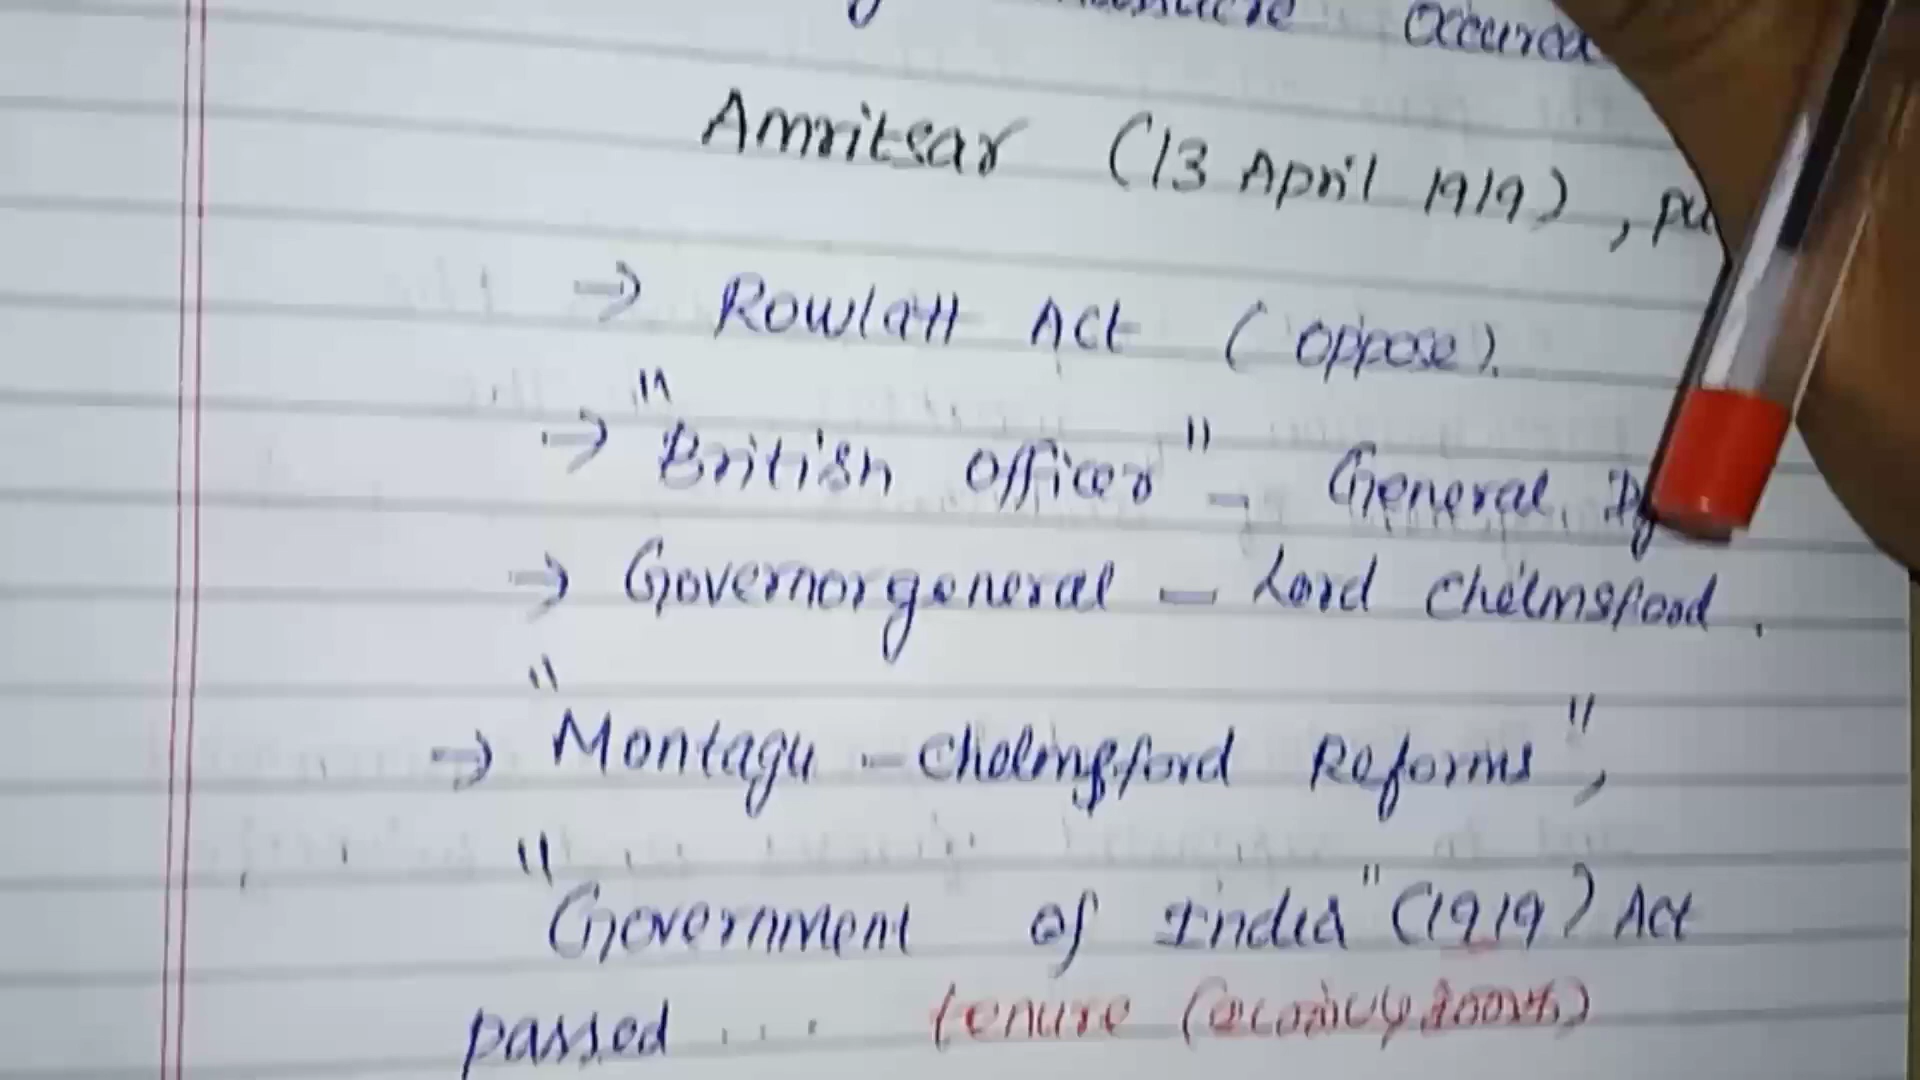 occured
Amritsar (13 April 1919),
→ Rowlatt Act (oppose).
→ "British Officer" - General
→ Governorgeneral - Lord Chelmsford.
→ "Montagu - Chelmsford Reforms",
"Government of India" (1919) Act
passed ... tenure